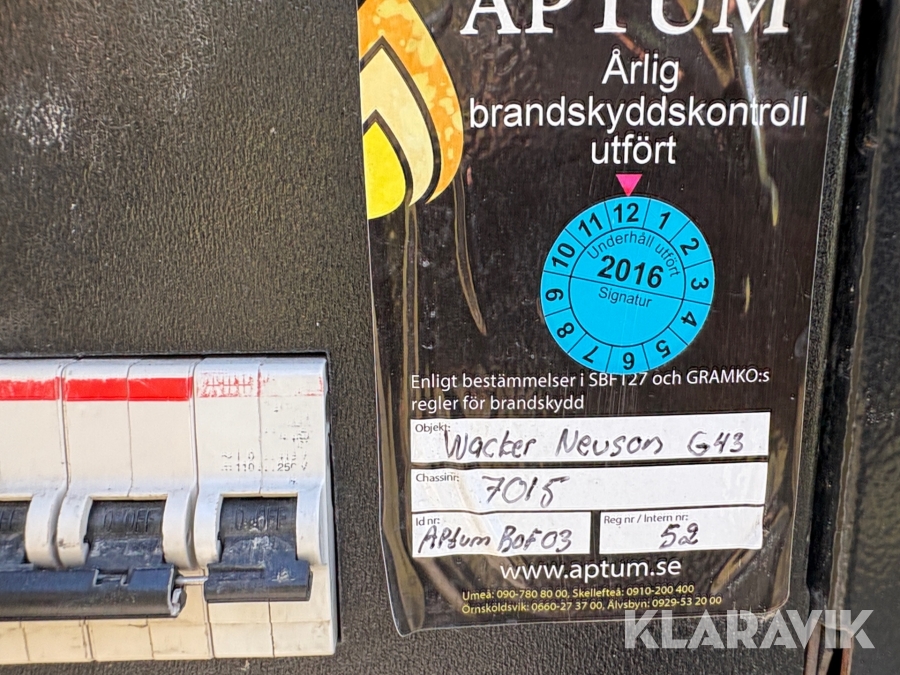 APTUM
Årlig
brandskyddskontroll
utfört
10 11 12 1 2 3 4 5 6 7 8 9
Underhåll utfört
2016
Signatur
Enligt bestämmelser i SBF127 och GRAMKO:s
regler för brandskydd
Objekt: Wacker Neuson G43
Chassinr: 7015
Id nr: Aptum BOF03
Reg nr / Intern nr: 52
www.aptum.se
Umeå: 090-780 80 00, Skellefteå: 0910-200 400
Örnsköldsvik: 0660-27 37 00, Älvsbyn: 0929-53 20 00
0 OFF
0 OFF
KLARAVIK